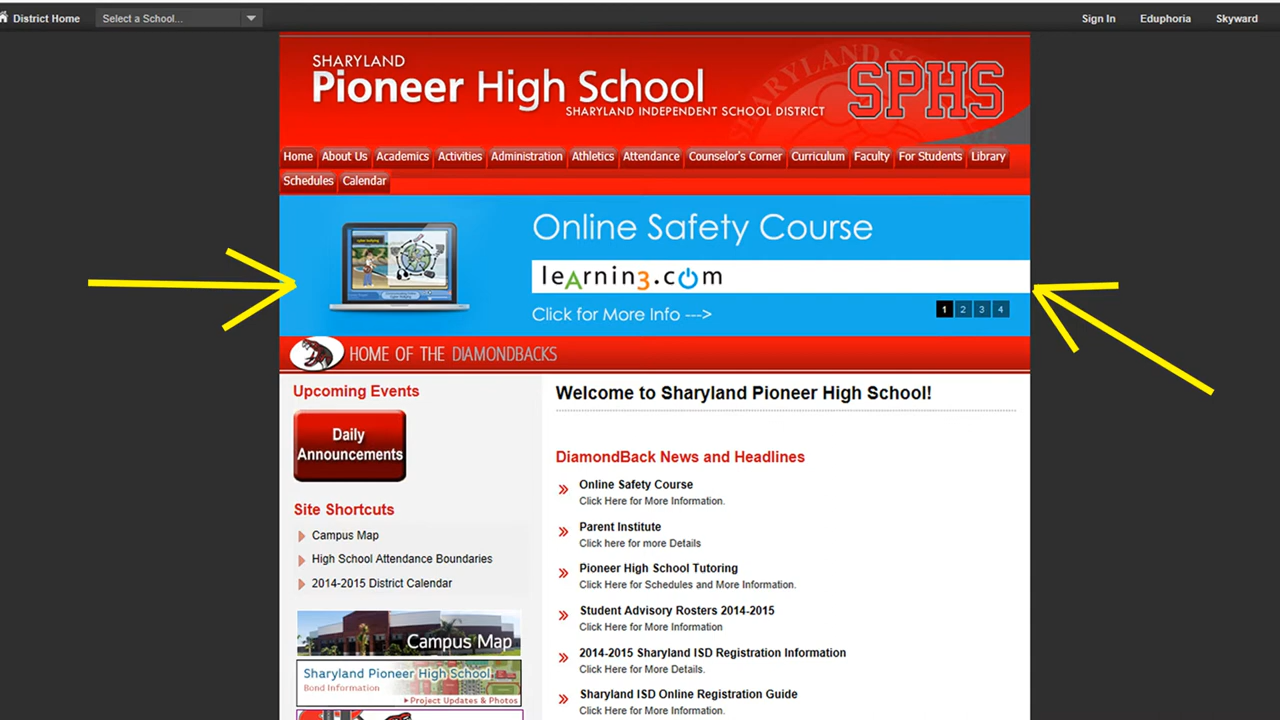 District Home
Select a School...
Sign In
Eduphoria
Skyward
SHARYLAND
Pioneer High School
SHARYLAND INDEPENDENT SCHOOL DISTRICT
SPHS
Home About Us Academics Activities Administration Athletics Attendance Counselor's Corner Curriculum Faculty For Students Library
Schedules Calendar
Online Safety Course
learning.com
Click for More Info --->
1 2 3 4
HOME OF THE DIAMONDBACKS
Upcoming Events
Daily
Announcements
Site Shortcuts
Campus Map
High School Attendance Boundaries
2014-2015 District Calendar
Campus Map
Sharyland Pioneer High School
Bond Information
Project Updates & Photos
Welcome to Sharyland Pioneer High School!
DiamondBack News and Headlines
Online Safety Course
Click Here for More Information.
Parent Institute
Click here for more Details
Pioneer High School Tutoring
Click Here for Schedules and More Information.
Student Advisory Rosters 2014-2015
Click Here for More Information
2014-2015 Sharyland ISD Registration Information
Click Here for More Details.
Sharyland ISD Online Registration Guide
Click Here for More Information.